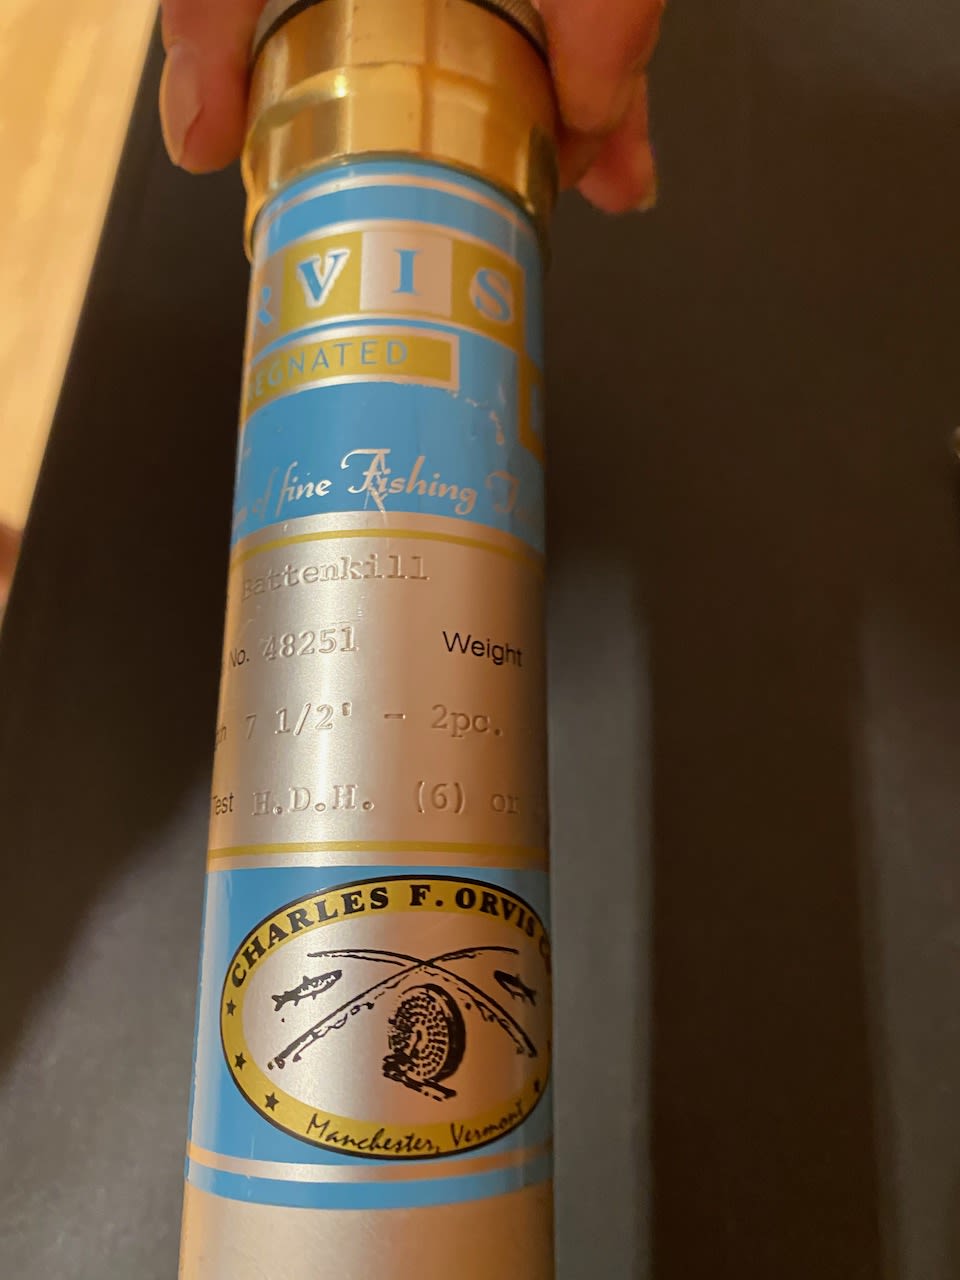 RVIS
EGNATED
of fine Fishing
Battenkill
No. 48251 Weight
7 1/2' - 2pc.
Test H.D.H. (6) or
CHARLES F. ORVIS
Manchester, Vermont